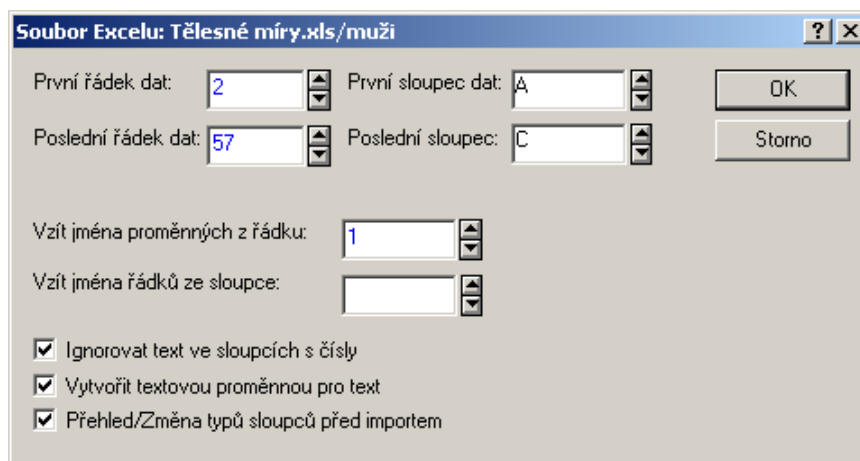 Soubor Excelu: Tělesné míry.xls/muži
První řádek dat: 2 První sloupec dat: A OK
Poslední řádek dat: 57 Poslední sloupec: C Storno
Vzít jména proměnných z řádku: 1
Vzít jména řádků ze sloupce:
Ignorovat text ve sloupcích s čísly
Vytvořit textovou proměnnou pro text
Přehled/Změna typů sloupců před importem